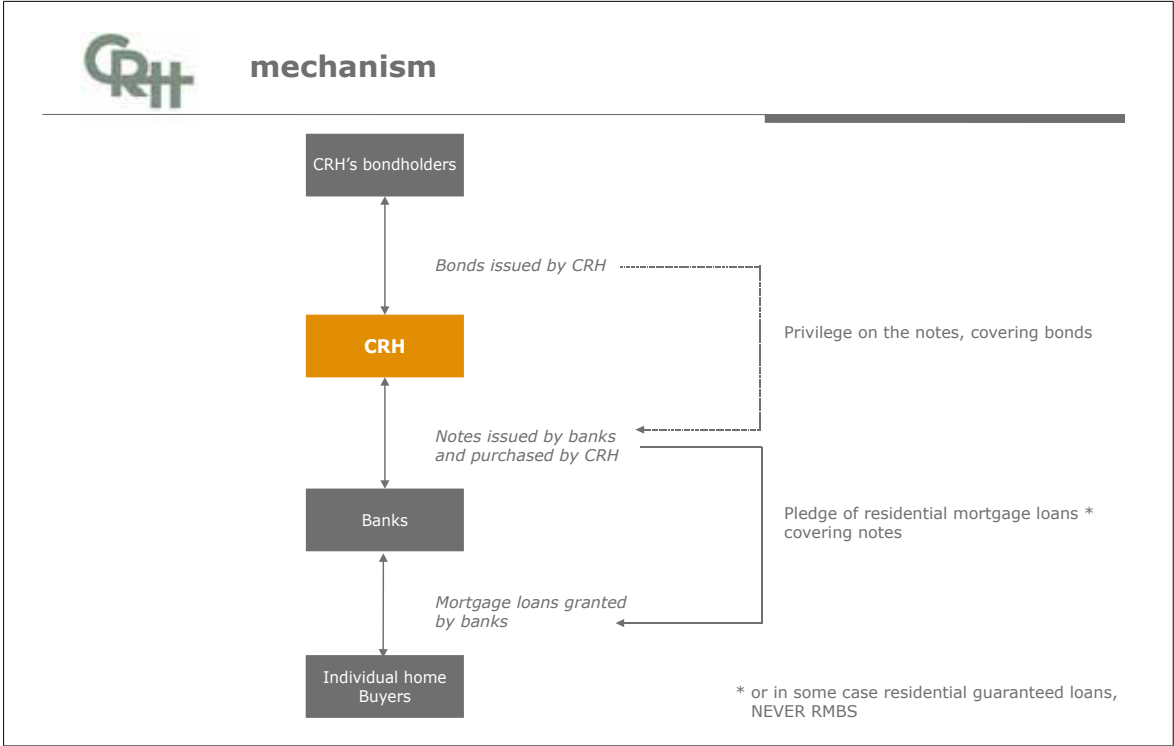 CRH
mechanism
CRH's bondholders
Bonds issued by CRH
CRH
Privilege on the notes, covering bonds
Notes issued by banks
and purchased by CRH
Banks
Pledge of residential mortgage loans *
covering notes
Mortgage loans granted
by banks
Individual home
Buyers
* or in some case residential guaranteed loans,
NEVER RMBS